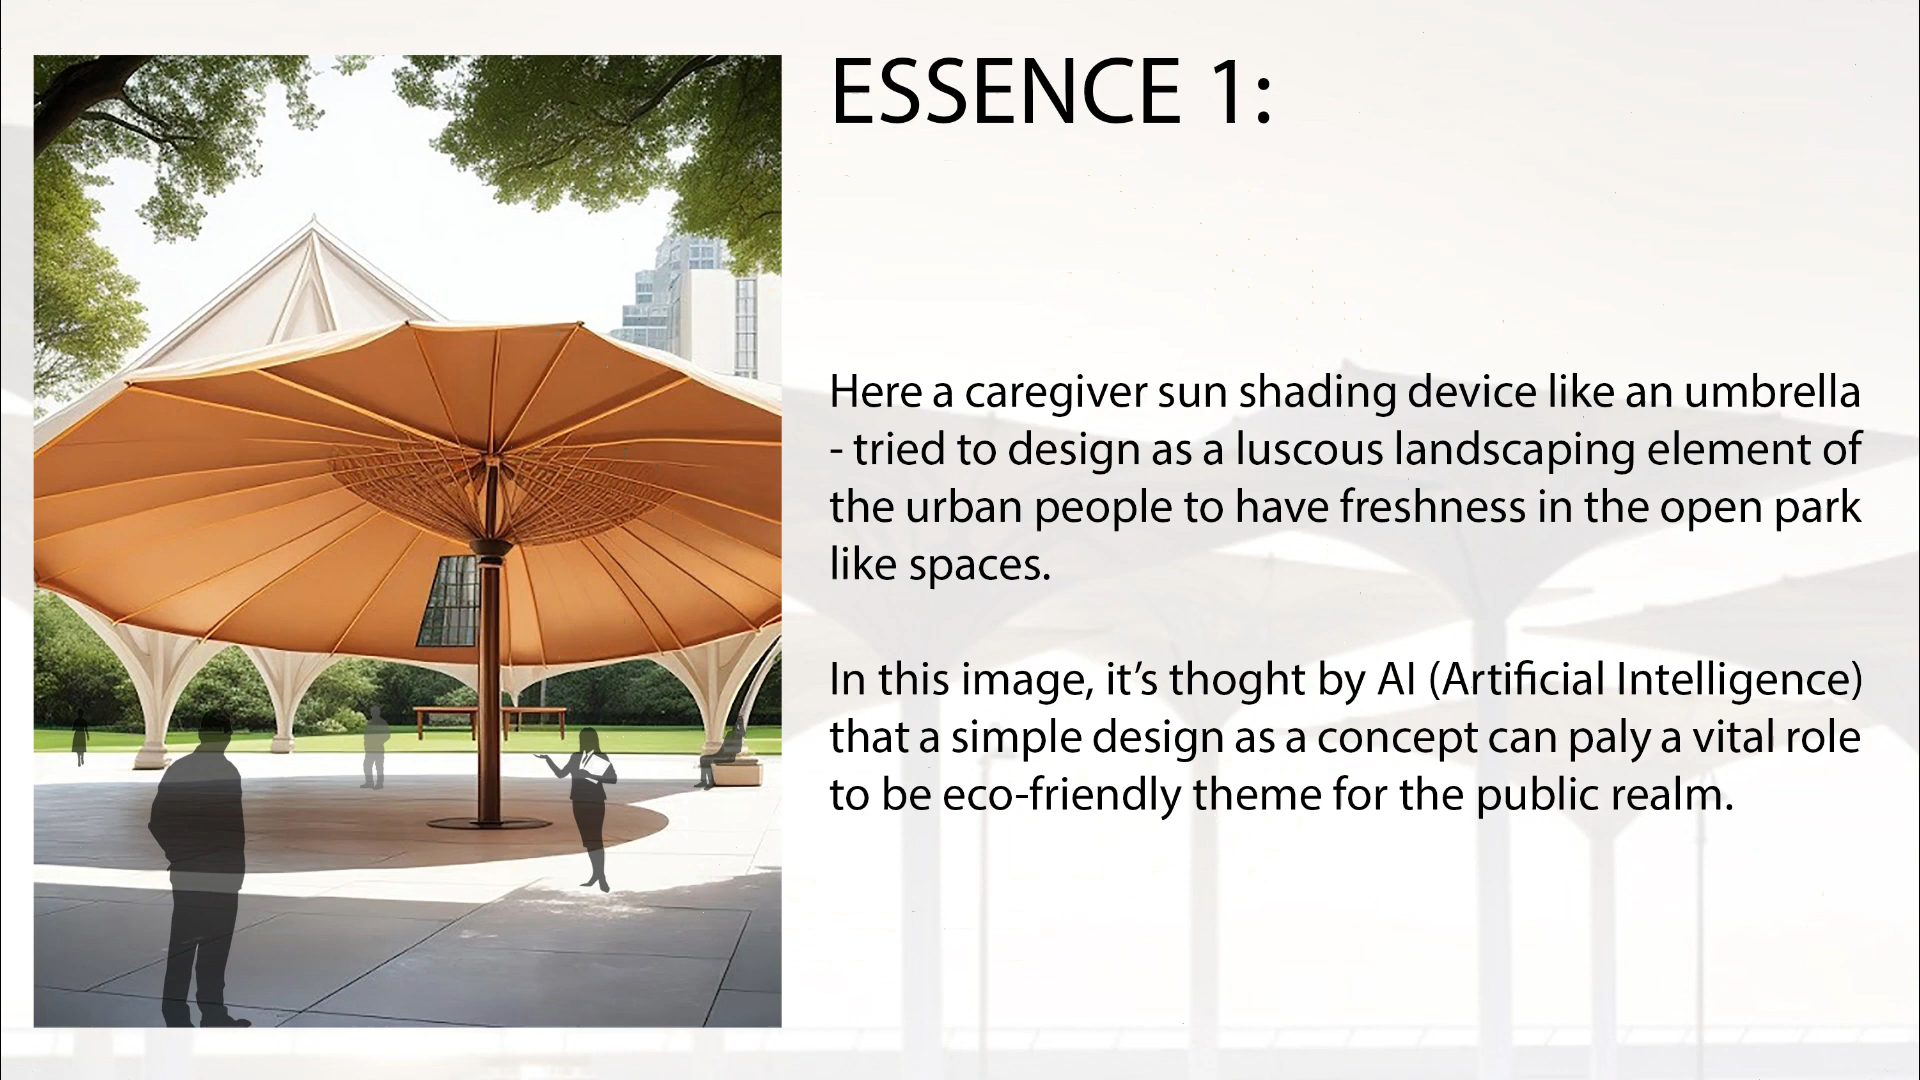 ESSENCE 1:
Here a caregiver sun shading device like an umbrella
- tried to design as a luscous landscaping element of
the urban people to have freshness in the open park
like spaces.
In this image, it’s thoght by AI (Artificial Intelligence)
that a simple design as a concept can paly a vital role
to be eco-friendly theme for the public realm.